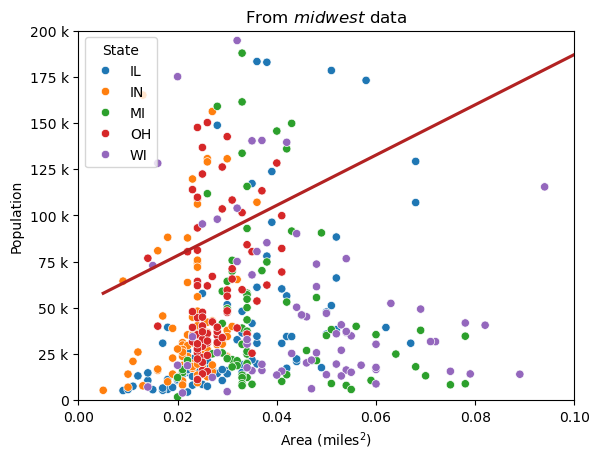 From midwest data
200 k
175 k
150 k
125 k
100 k
75 k
50 k
25 k
0
Population
State
IL
IN
MI
OH
WI
0.00
0.02
0.04
0.06
0.08
0.10
Area (miles²)